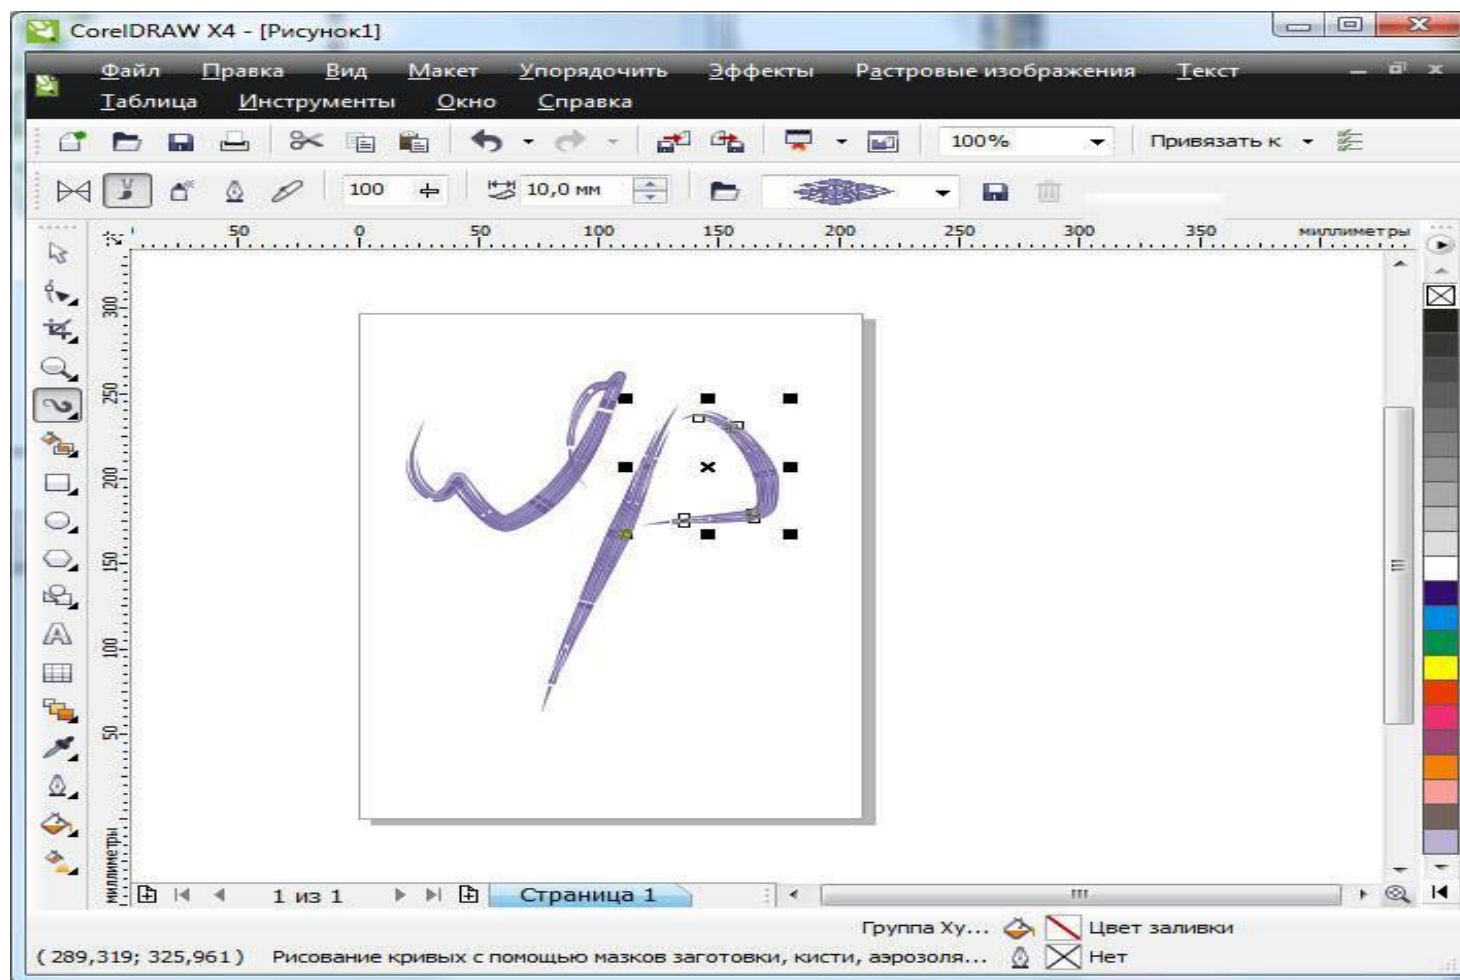 CorelDRAW X4 - [Рисунок1]
Файл Правка Вид Макет Упорядочить Эффекты Растровые изображения Текст
Таблица Инструменты Окно Справка
100% Привязать к
100 10,0 мм
50 0 50 100 150 200 250 300 350 миллиметры
300
250
200
150
100
50
миллиметры
1 из 1 Страница 1
Группа Ху... Цвет заливки
( 289,319; 325,961 ) Рисование кривых с помощью мазков заготовки, кисти, аэрозоля... Нет